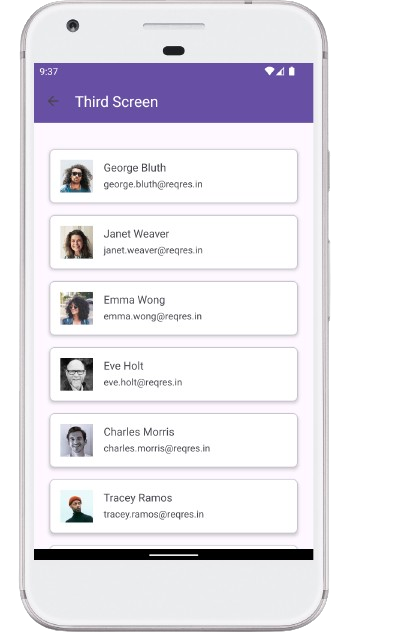 9:37
Third Screen
George Bluth
george.bluth@reqres.in
Janet Weaver
janet.weaver@reqres.in
Emma Wong
emma.wong@reqres.in
Eve Holt
eve.holt@reqres.in
Charles Morris
charles.morris@reqres.in
Tracey Ramos
tracey.ramos@reqres.in